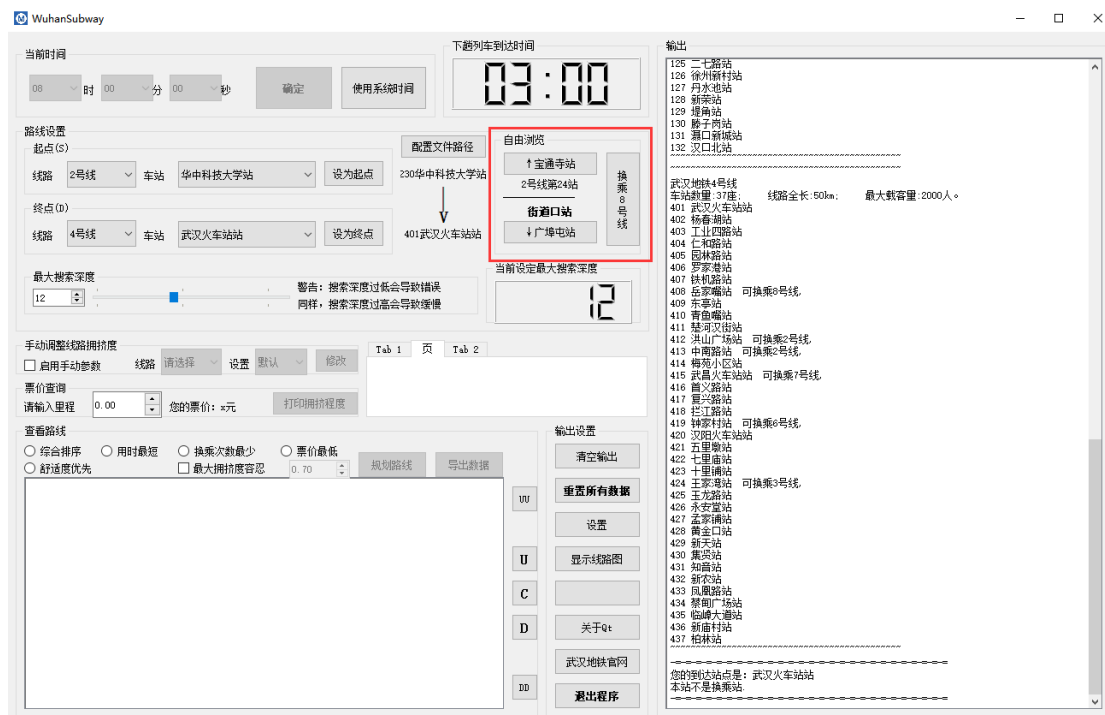 WuhanSubway
当前时间
08 时 00 分 00 秒 确定 使用系统时间
下趟列车到达时间
03:00
路线设置
起点(S)
线路 2号线 车站 华中科技大学站 设为起点
终点(D)
线路 4号线 车站 武汉火车站站 设为终点
配置文件路径
230华中科技大学站
401武汉火车站站
自由浏览
↑宝通寺站
2号线第24站
街道口站
↓广埠屯站
换乘8号线
最大搜索深度
12
警告：搜索深度过低会导致错误
同样，搜索深度过高会导致缓慢
当前设定最大搜索深度
12
手动调整线路拥挤度
启用手动参数 线路 请选择 设置 默认 修改
票价查询
请输入里程 0.00 您的票价：x元 打印拥挤程度
Tab 1 页 Tab 2
查看路线
综合排序 用时最短 换乘次数最少 票价最低
舒适度优先 最大拥挤度容忍 0.70 规划路线 导出数据
UU
U
C
D
DD
输出设置
清空输出
重置所有数据
设置
显示线路图
关于Qt
武汉地铁官网
退出程序
输出
125 二七路站
126 徐州新村站
127 丹水池站
128 新荣站
129 堤角站
130 滕子岗站
131 滠口新城站
132 汉口北站
~~~~~~~~~~~~~~~~~~~~~~~~~~~~~~~~~
~~~~~~~~~~~~~~~~~~~~~~~~~~~~~~~~~
武汉地铁4号线
车站数量:37座; 线路全长:50km; 最大载客量:2000人。
401 武汉火车站站
402 杨春湖站
403 工业四路站
404 仁和路站
405 园林路站
406 罗家港站
407 铁机路站
408 岳家嘴站 可换乘8号线,
409 东亭站
410 青鱼嘴站
411 楚河汉街站
412 洪山广场站 可换乘2号线,
413 中南路站 可换乘2号线,
414 梅苑小区站
415 武昌火车站站 可换乘7号线,
416 首义路站
417 复兴路站
418 拦江路站
419 钟家村站 可换乘6号线,
420 汉阳火车站站
421 五里墩站
422 七里庙站
423 十里铺站
424 王家湾站 可换乘3号线,
425 玉龙路站
426 永安堂站
427 孟家铺站
428 黄金口站
429 新天站
430 集贤站
431 知音站
432 新农站
433 凤凰路站
434 蔡甸广场站
435 临嶂大道站
436 新庙村站
437 柏林站
~~~~~~~~~~~~~~~~~~~~~~~~~~~~~~~~~
-=-=-=-=-=-=-=-=-=-=-=-=-=-=-=-=-=-=-=-=
您的到达站点是：武汉火车站站
本站不是换乘站.
-=-=-=-=-=-=-=-=-=-=-=-=-=-=-=-=-=-=-=-=